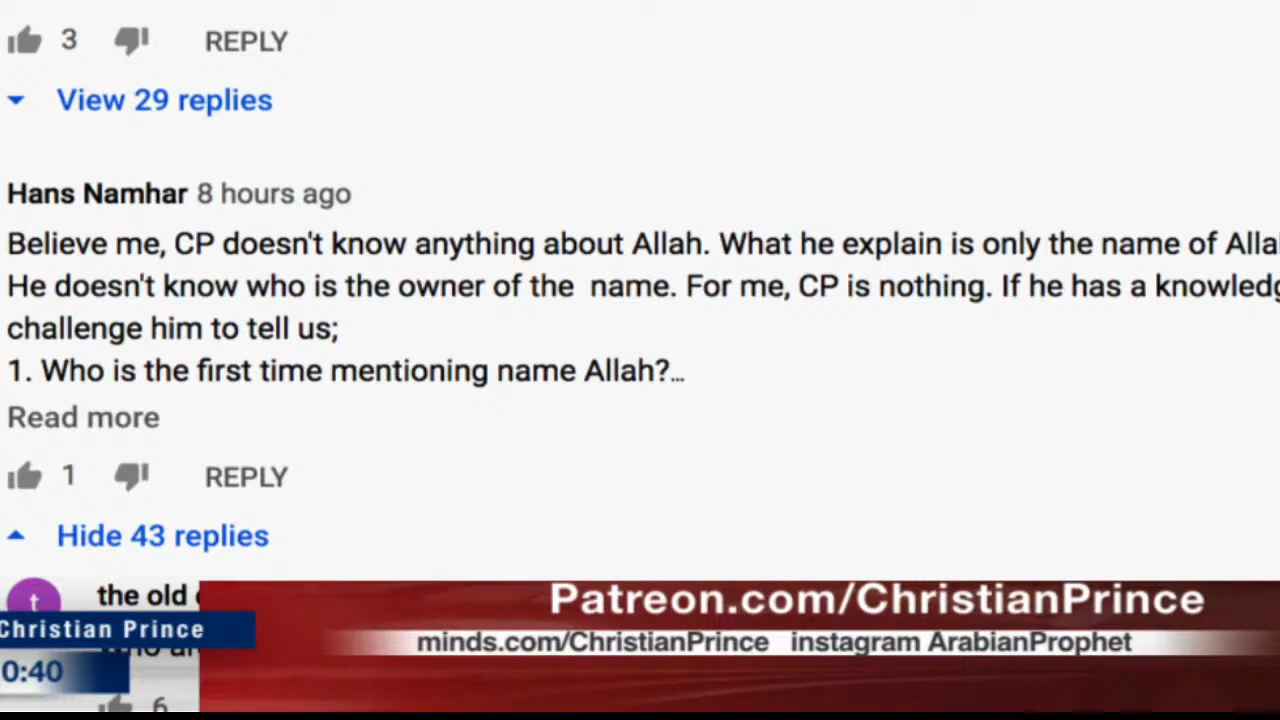 3 REPLY
View 29 replies
Hans Namhar 8 hours ago
Believe me, CP doesn't know anything about Allah. What he explain is only the name of
He doesn't know who is the owner of the name. For me, CP is nothing. If he has a
challenge him to tell us;
1. Who is the first time mentioning name Allah?...
Read more
1 REPLY
Hide 43 replies
t the old
Patreon.com/ChristianPrince
Christian Prince
minds.com/ChristianPrince instagram ArabianProphet
0:40
6